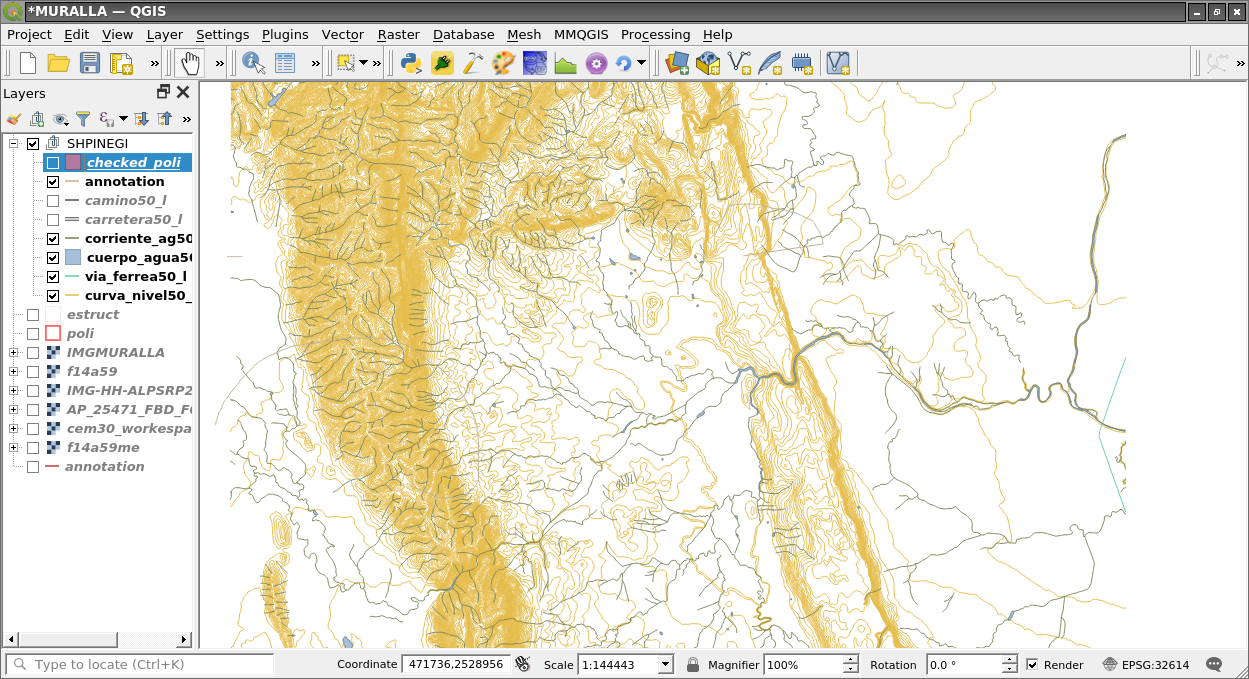 *MURALLA — QGIS
Project Edit View Layer Settings Plugins Vector Raster Database Mesh MMQGIS Processing Help
Layers
SHPINEGI
checked_poli
annotation
camino50_l
carretera50_l
corriente_ag50
cuerpo_agua50
via_ferrea50_l
curva_nivel50_
estruct
poli
IMGMURALLA
f14a59
IMG-HH-ALPSRP2
AP_25471_FBD_F
cem30_workespa
f14a59me
annotation
Type to locate (Ctrl+K) Coordinate 471736,2528956 Scale 1:144443 Magnifier 100% Rotation 0.0 ° Render EPSG:32614